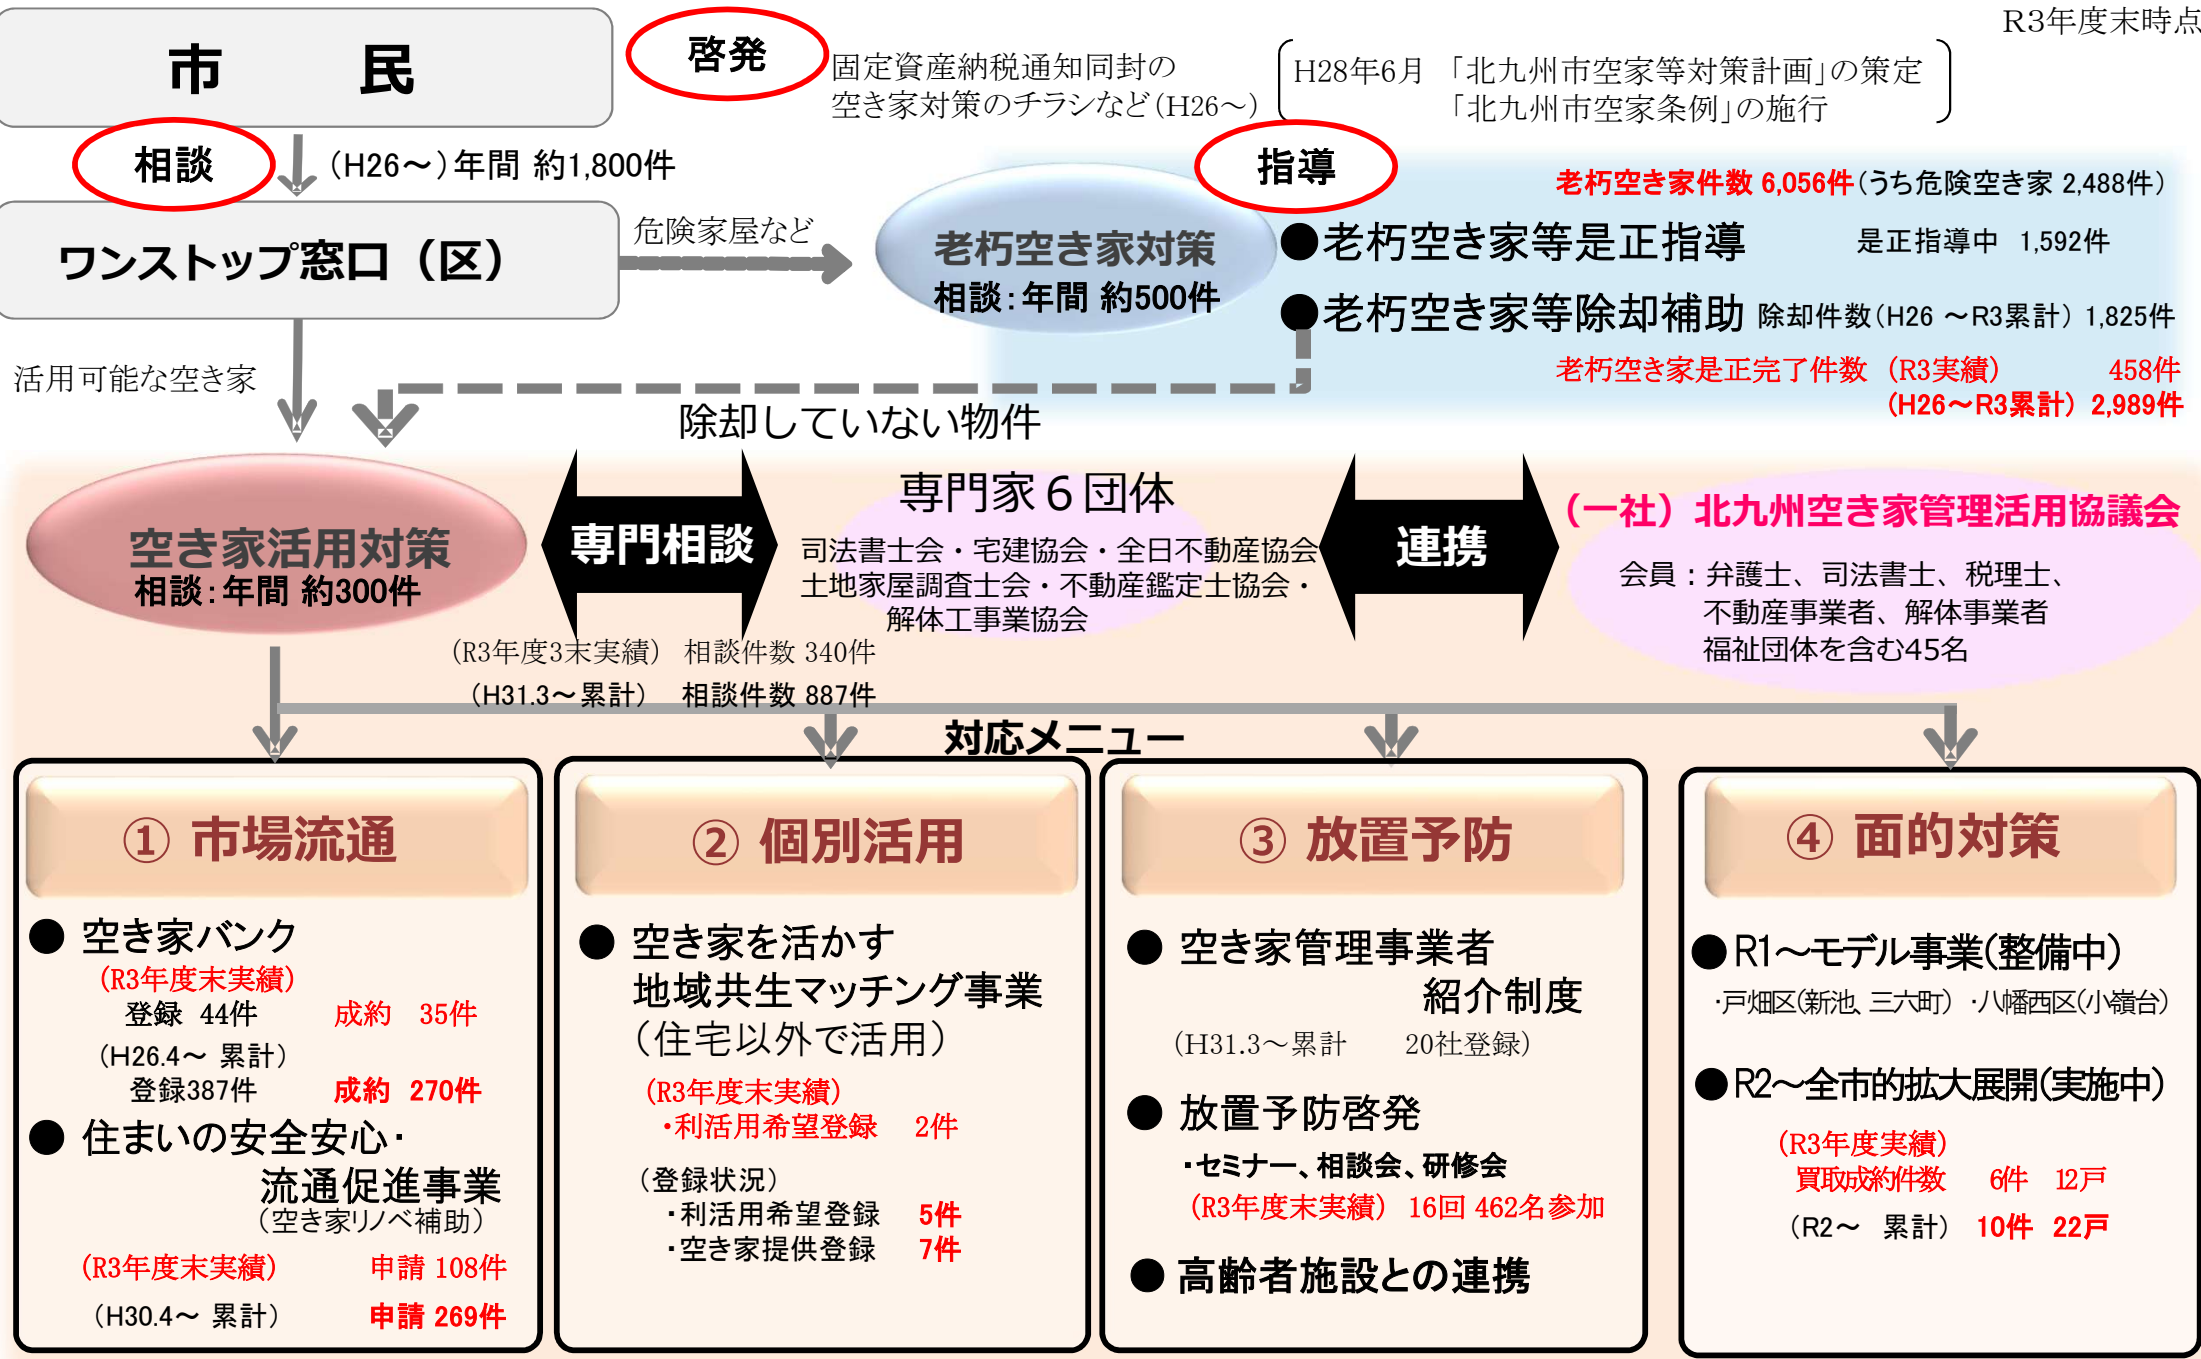 R3年度末時点
市　民
啓発
固定資産納税通知同封の
空き家対策のチラシなど（H26～）
H28年6月 「北九州市空家等対策計画」の策定
「北九州市空家条例」の施行
相談
（H26～）年間 約1,800件
ワンストップ窓口（区）
危険家屋など
老朽空き家対策
相談：年間 約500件
指導
老朽空き家件数 6,056件（うち危険空き家 2,488件）
●老朽空き家等是正指導 是正指導中 1,592件
●老朽空き家等除却補助 除却件数（H26 ～R3累計） 1,825件
老朽空き家是正完了件数 （R3実績） 458件
（H26～R3累計） 2,989件
活用可能な空き家
除却していない物件
空き家活用対策
相談：年間 約300件
専門相談
専門家６団体
司法書士会・宅建協会・全日不動産協会
土地家屋調査士会・不動産鑑定士協会・
解体工事業協会
連携
（一社）北九州空き家管理活用協議会
会員：弁護士、司法書士、税理士、
不動産事業者、解体事業者
福祉団体を含む45名
（R3年度3末実績） 相談件数 340件
（H31.3～累計） 相談件数 887件
対応メニュー
① 市場流通
● 空き家バンク
（R3年度末実績）
登録 44件 成約 35件
（H26.4～ 累計）
登録387件 成約 270件
● 住まいの安全安心・
流通促進事業
（空き家リノベ補助）
（R3年度末実績） 申請 108件
（H30.4～ 累計） 申請 269件
② 個別活用
● 空き家を活かす
地域共生マッチング事業
（住宅以外で活用）
（R3年度末実績）
・利活用希望登録 2件
（登録状況）
・利活用希望登録 5件
・空き家提供登録 7件
③ 放置予防
● 空き家管理事業者
紹介制度
（H31.3～累計 20社登録）
● 放置予防啓発
・セミナー、相談会、研修会
（R3年度末実績） 16回 462名参加
● 高齢者施設との連携
④ 面的対策
●R1～モデル事業(整備中)
・戸畑区(新池、三六町) ・八幡西区(小嶺台)
●R2～全市的拡大展開(実施中)
（R3年度実績）
買取成約件数 6件 12戸
（R2～ 累計） 10件 22戸